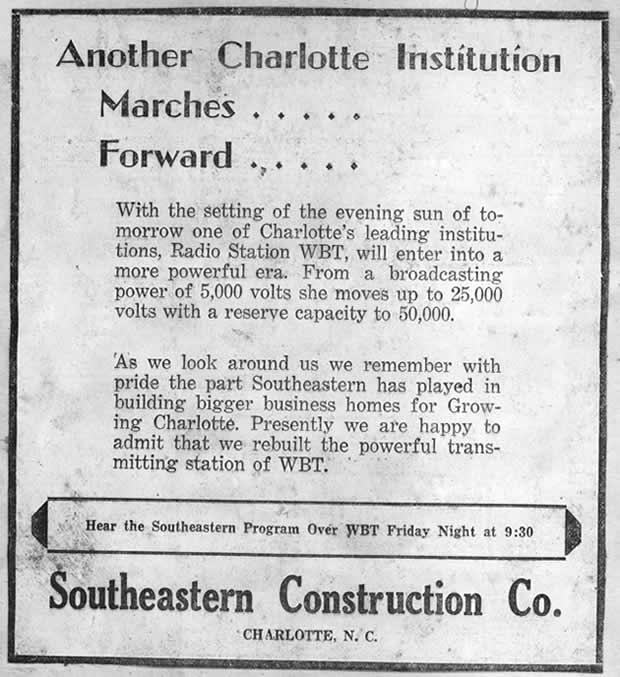 Another Charlotte Institution
Marches . . . . .
Forward . . . . .
With the setting of the evening sun of to-
morrow one of Charlotte's leading institu-
tions, Radio Station WBT, will enter into a
more powerful era. From a broadcasting
power of 5,000 volts she moves up to 25,000
volts with a reserve capacity to 50,000.
As we look around us we remember with
pride the part Southeastern has played in
building bigger business homes for Grow-
ing Charlotte. Presently we are happy to
admit that we rebuilt the powerful trans-
mitting station of WBT.
Hear the Southeastern Program Over WBT Friday Night at 9:30
Southeastern Construction Co.
CHARLOTTE, N. C.